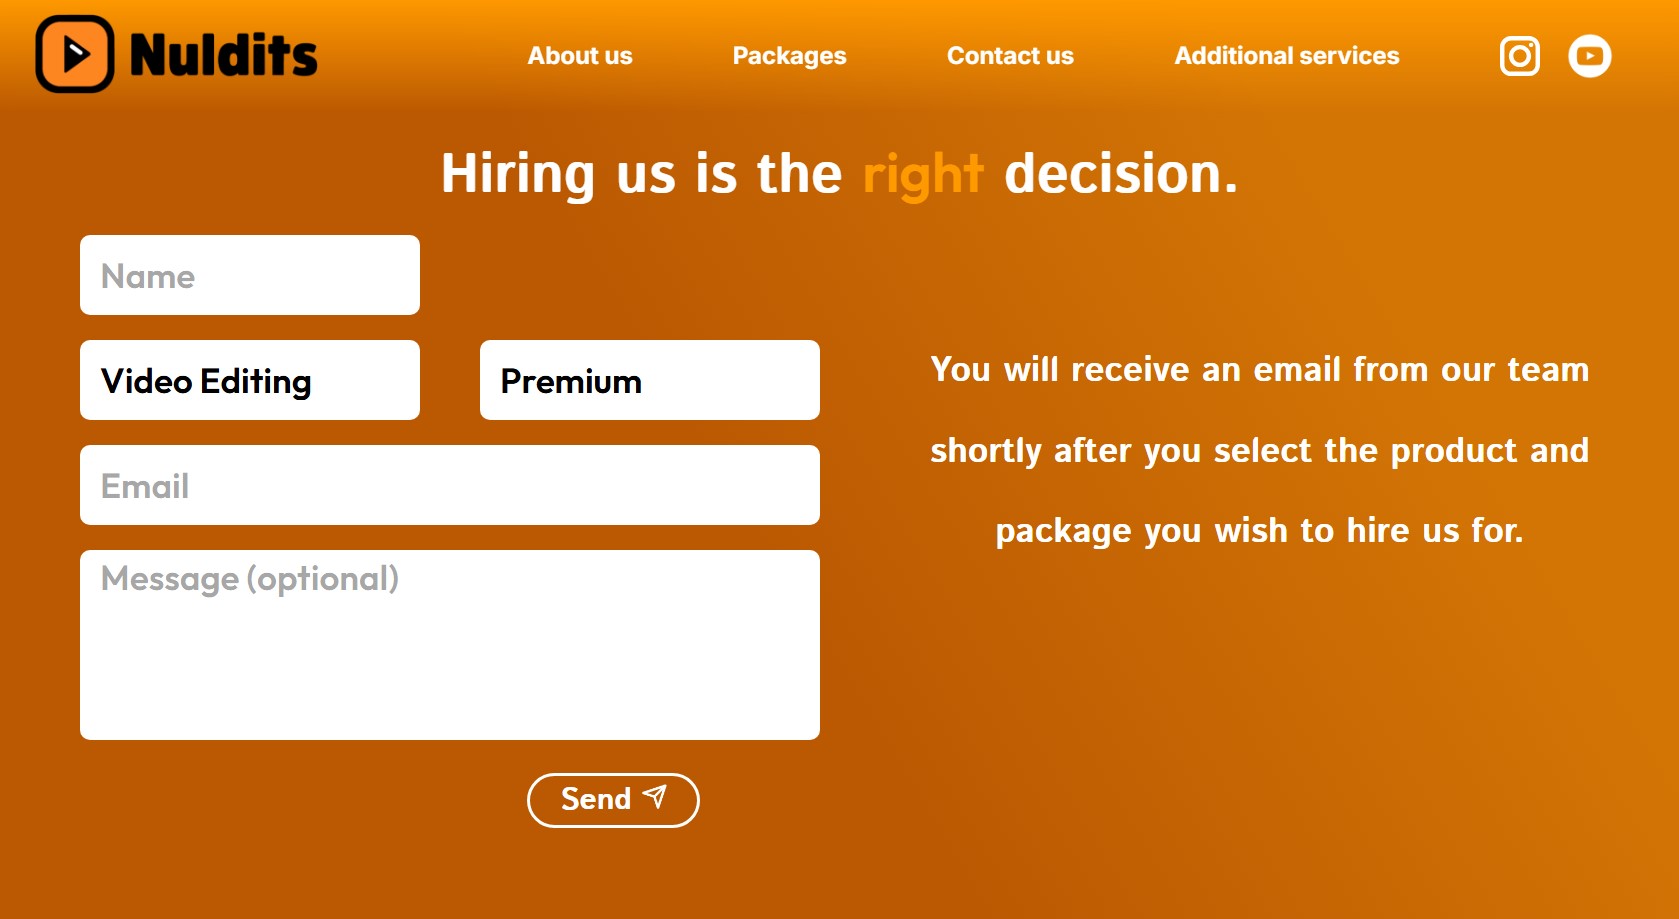 Nuldits
About us
Packages
Contact us
Additional services
Hiring us is the right decision.
Name
Video Editing
Premium
Email
Message (optional)
Send
You will receive an email from our team
shortly after you select the product and
package you wish to hire us for.